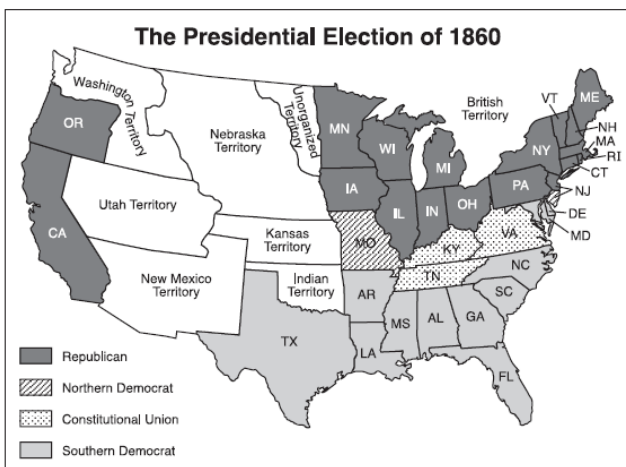 The Presidential Election of 1860
Washington
Territory
OR
Nebraska
Territory
Unorganized
Territory
MN
British
Territory
VT
ME
NH
MA
RI
CT
WI
MI
NY
IA
PA
NJ
Utah Territory
IL
IN
OH
DE
MD
CA
Kansas
Territory
MO
KY
VA
New Mexico
Territory
Indian
Territory
TN
NC
AR
SC
TX
MS
AL
GA
LA
FL
Republican
Northern Democrat
Constitutional Union
Southern Democrat